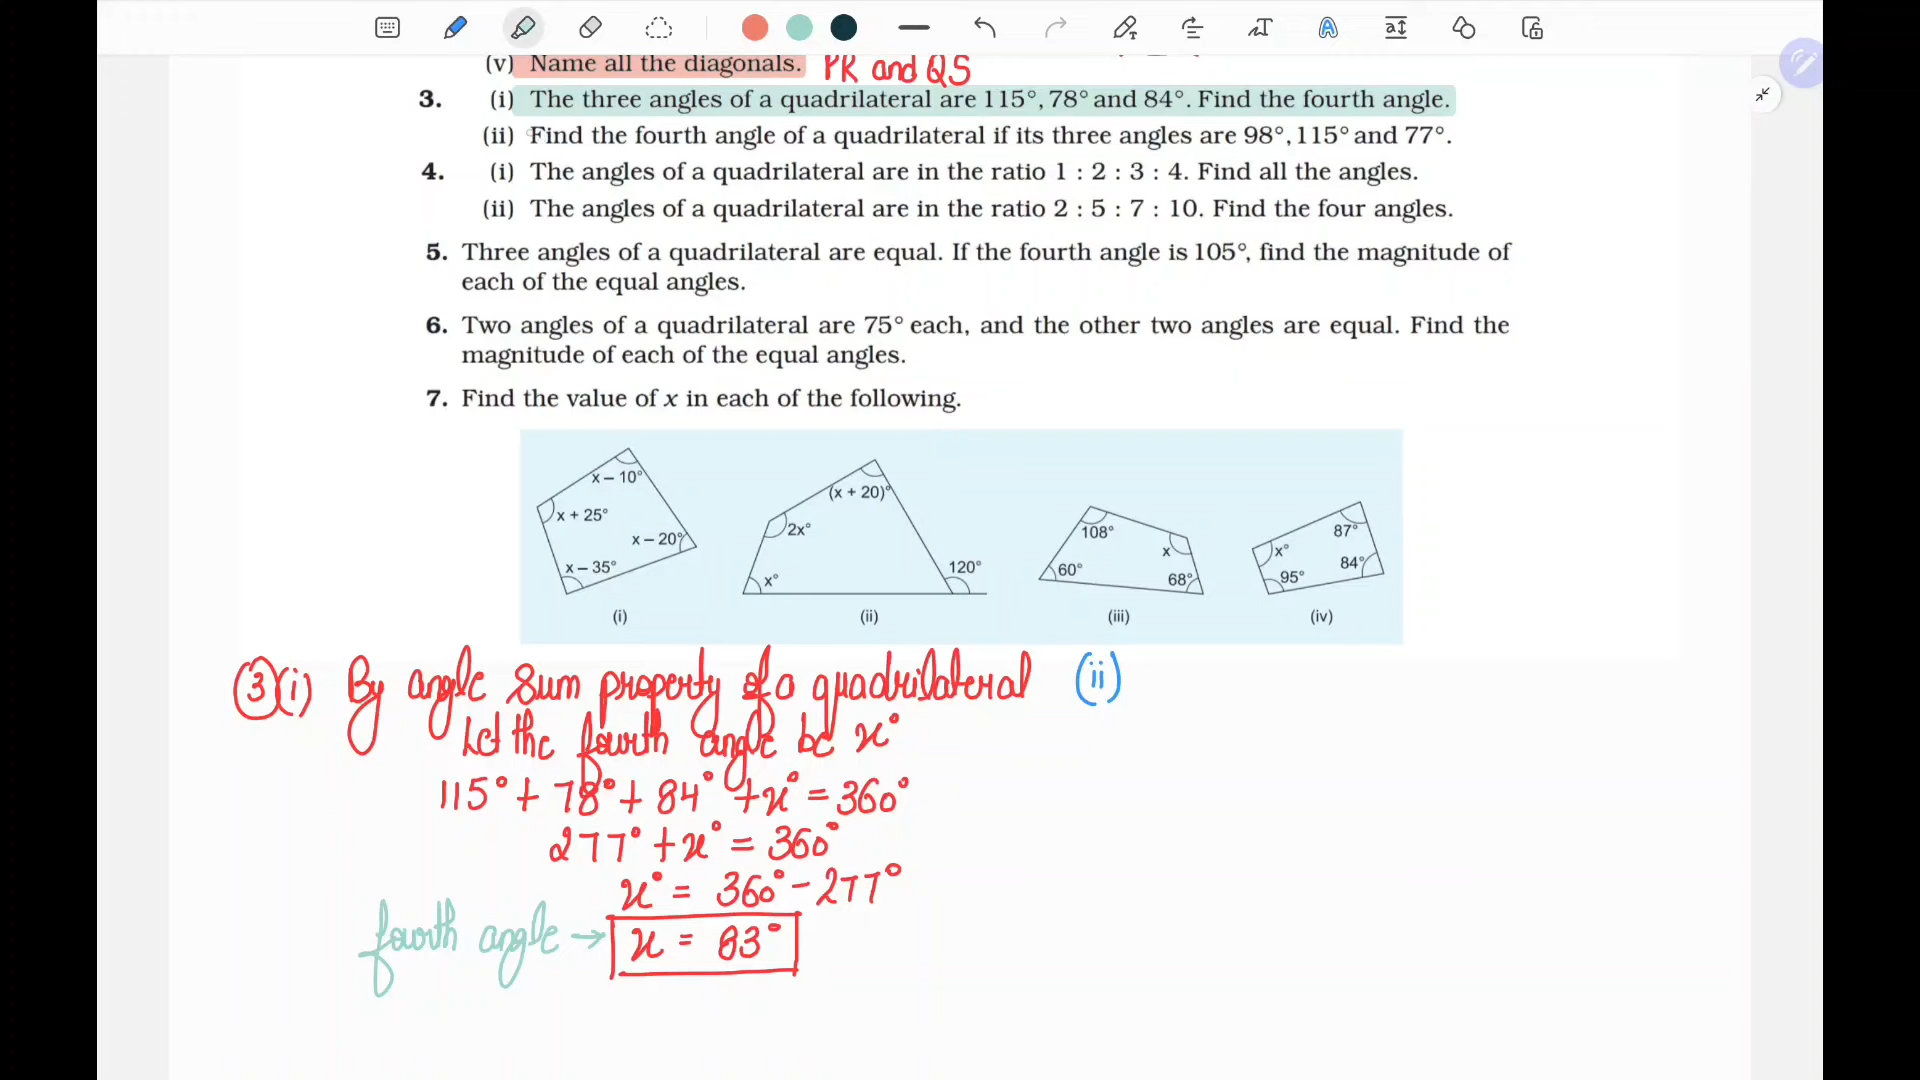 (v) Name all the diagonals. PR and QS
3. (i) The three angles of a quadrilateral are 115°, 78° and 84°. Find the fourth angle.
(ii) Find the fourth angle of a quadrilateral if its three angles are 98°, 115° and 77°.
4. (i) The angles of a quadrilateral are in the ratio 1 : 2 : 3 : 4. Find all the angles.
(ii) The angles of a quadrilateral are in the ratio 2 : 5 : 7 : 10. Find the four angles.
5. Three angles of a quadrilateral are equal. If the fourth angle is 105°, find the magnitude of
each of the equal angles.
6. Two angles of a quadrilateral are 75° each, and the other two angles are equal. Find the
magnitude of each of the equal angles.
7. Find the value of x in each of the following.
x – 10°
x + 25°
x – 20°
x – 35°
(i)
(x + 20)°
2x°
x°
120°
(ii)
108°
x
60°
68°
(iii)
87°
x°
84°
95°
(iv)
3 (i) By angle sum property of a quadrilateral (ii)
Let the fourth angle be x°
115° + 78° + 84° + x° = 360°
277° + x° = 360°
x° = 360° - 277°
fourth angle → x = 83°